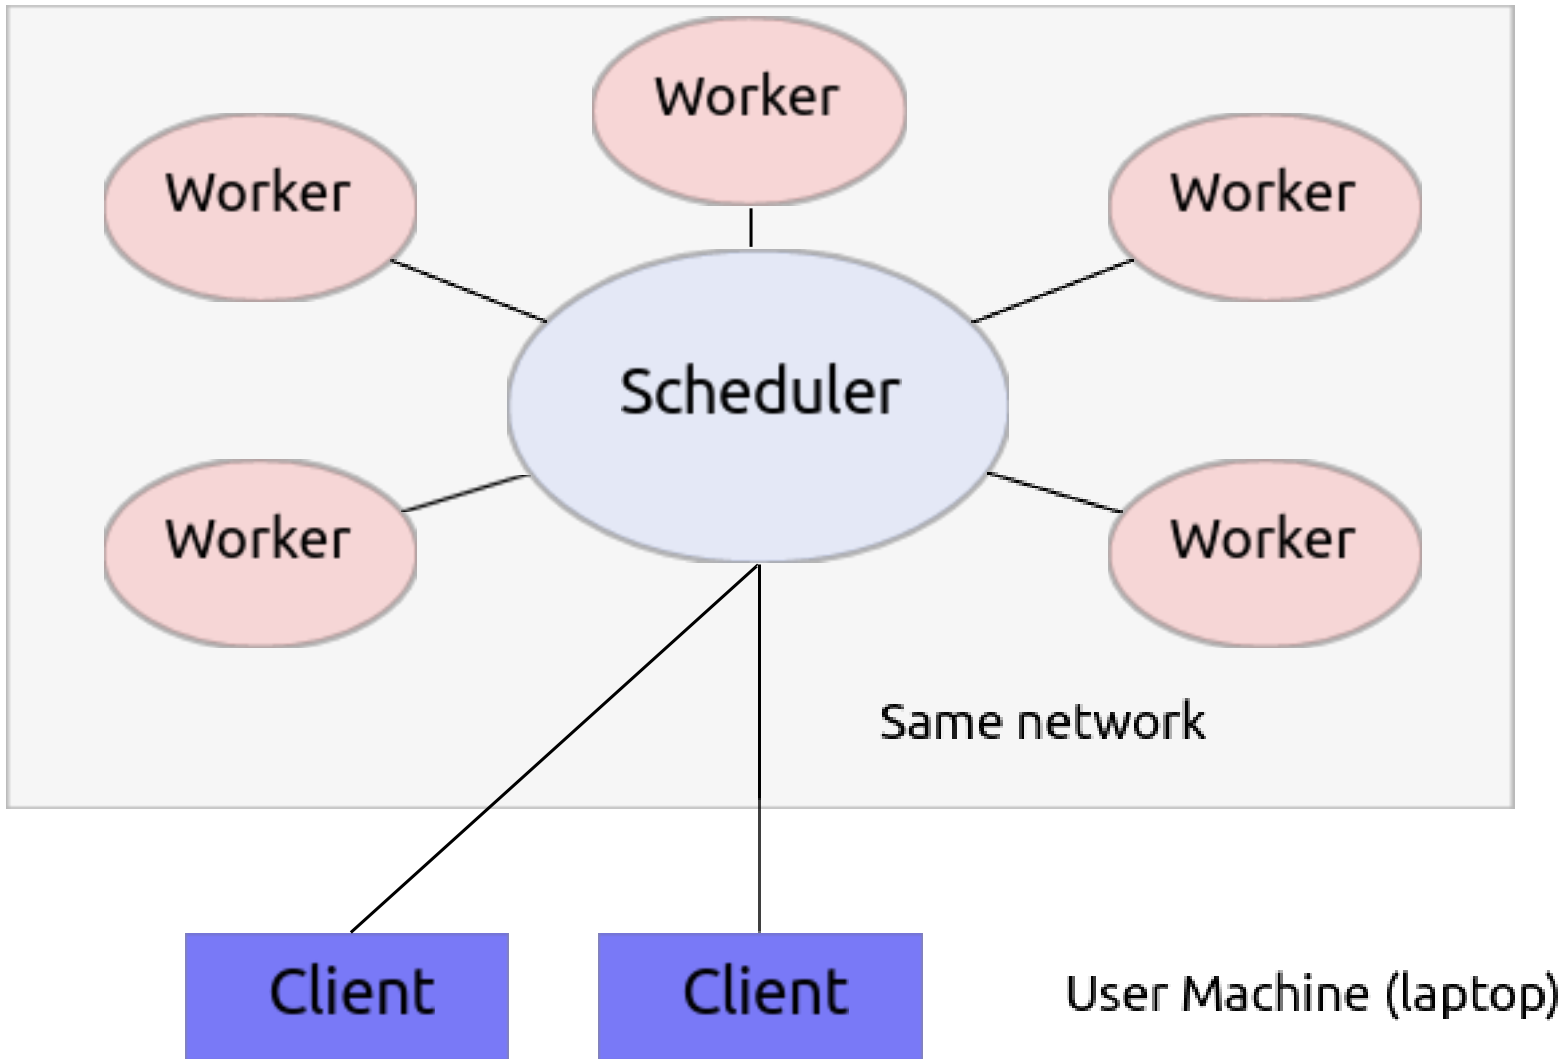 Worker
Worker
Worker
Scheduler
Worker
Worker
Same network
Client
Client
User Machine (laptop)